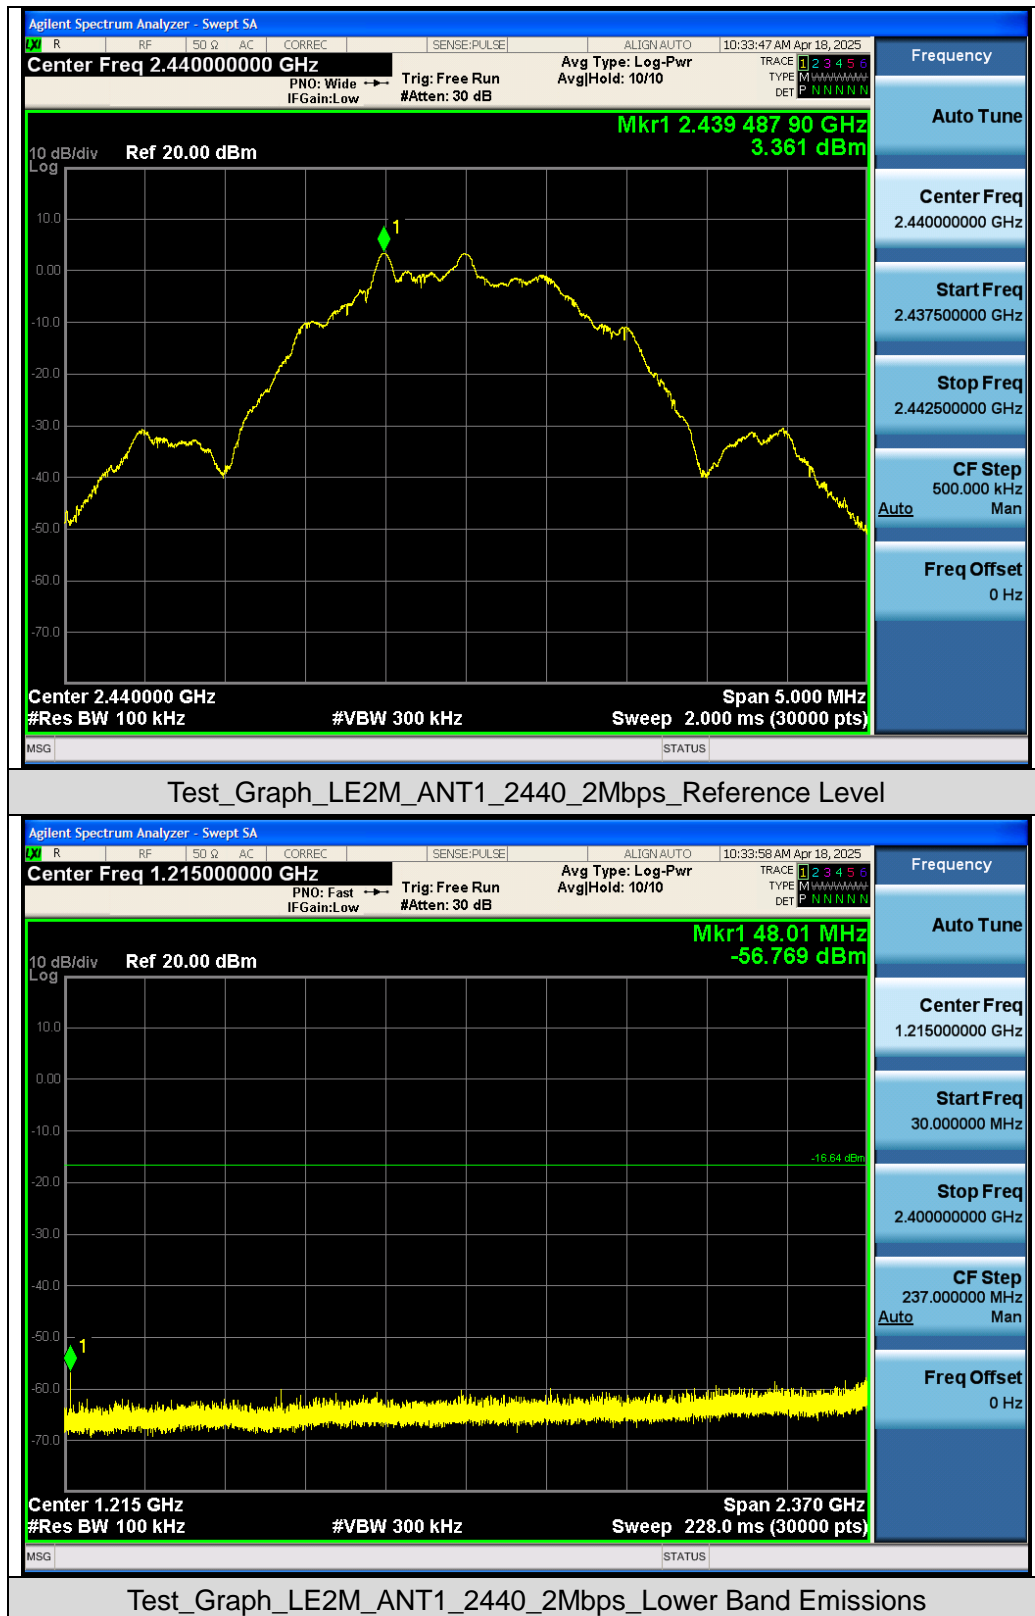 Agilent Spectrum Analyzer - Swept SA
LXI R RF 50 Ω AC CORREC SENSE:PULSE ALIGN AUTO 10:33:47 AM Apr 18, 2025
Center Freq 2.440000000 GHz
PNO: Wide
IFGain:Low
Trig: Free Run
#Atten: 30 dB
Avg Type: Log-Pwr
Avg|Hold: 10/10
TRACE 1 2 3 4 5 6
TYPE M W W W W W
DET P N N N N N
Mkr1 2.439 487 90 GHz
3.361 dBm
10 dB/div Ref 20.00 dBm
Log
10.0
0.00
-10.0
-20.0
-30.0
-40.0
-50.0
-60.0
-70.0
1
Center 2.440000 GHz Span 5.000 MHz
#Res BW 100 kHz #VBW 300 kHz Sweep 2.000 ms (30000 pts)
MSG STATUS
Frequency
Auto Tune
Center Freq
2.440000000 GHz
Start Freq
2.437500000 GHz
Stop Freq
2.442500000 GHz
CF Step
500.000 kHz
Auto Man
Freq Offset
0 Hz
Test_Graph_LE2M_ANT1_2440_2Mbps_Reference Level
Agilent Spectrum Analyzer - Swept SA
LXI R RF 50 Ω AC CORREC SENSE:PULSE ALIGN AUTO 10:33:58 AM Apr 18, 2025
Center Freq 1.215000000 GHz
PNO: Fast
IFGain:Low
Trig: Free Run
#Atten: 30 dB
Avg Type: Log-Pwr
Avg|Hold: 10/10
TRACE 1 2 3 4 5 6
TYPE M W W W W W
DET P N N N N N
Mkr1 48.01 MHz
-56.769 dBm
10 dB/div Ref 20.00 dBm
Log
10.0
0.00
-10.0
-16.64 dBm
-20.0
-30.0
-40.0
-50.0
-60.0
-70.0
1
Center 1.215 GHz Span 2.370 GHz
#Res BW 100 kHz #VBW 300 kHz Sweep 228.0 ms (30000 pts)
MSG STATUS
Frequency
Auto Tune
Center Freq
1.215000000 GHz
Start Freq
30.000000 MHz
Stop Freq
2.400000000 GHz
CF Step
237.000000 MHz
Auto Man
Freq Offset
0 Hz
Test_Graph_LE2M_ANT1_2440_2Mbps_Lower Band Emissions